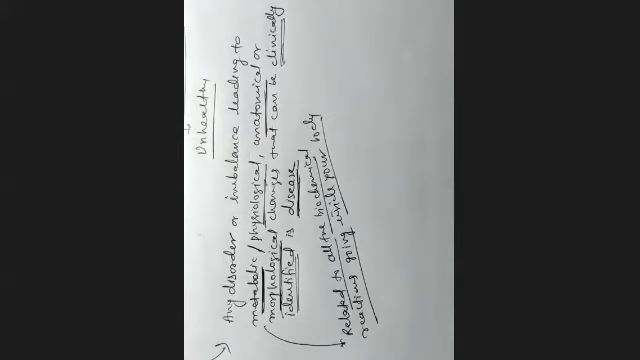 Unhealthy
Any disorder or imbalance leading to
metabolic/physiological, anatomical or
morphological changes that can be clinically
identified is disease
* Related to all the biochemical
reactions going inside your body